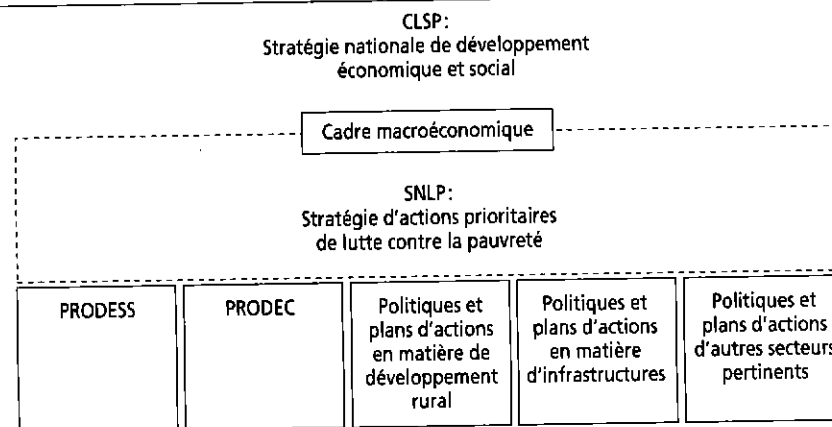 CLSP:
Stratégie nationale de développement
économique et social
Cadre macroéconomique
SNLP:
Stratégie d'actions prioritaires
de lutte contre la pauvreté
PRODESS
PRODEC
Politiques et
plans d'actions
en matière de
développement
rural
Politiques et
plans d'actions
en matière
d'infrastructures
Politiques et
plans d'actions
d'autres secteurs
pertinents